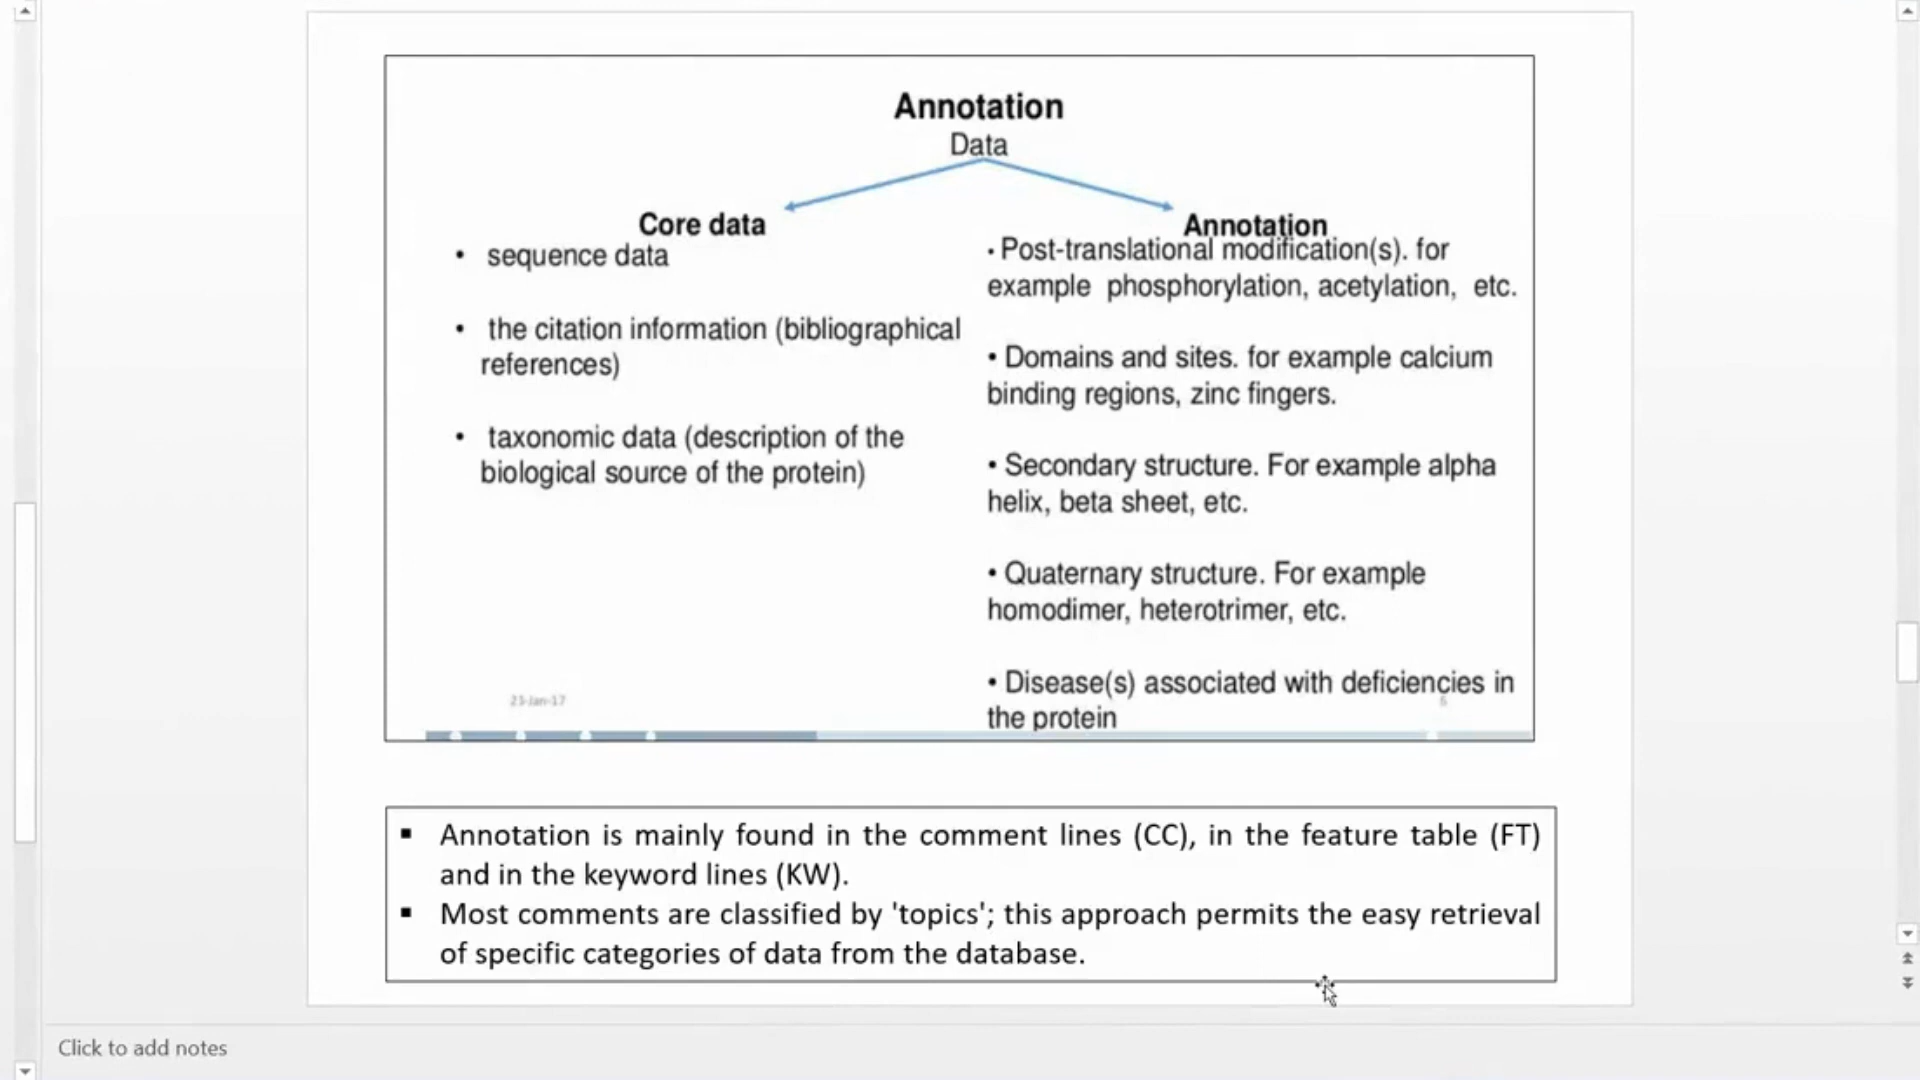 Annotation
Data
Core data
• sequence data
• the citation information (bibliographical
references)
• taxonomic data (description of the
biological source of the protein)
Annotation
• Post-translational modification(s). for
example phosphorylation, acetylation, etc.
• Domains and sites. for example calcium
binding regions, zinc fingers.
• Secondary structure. For example alpha
helix, beta sheet, etc.
• Quaternary structure. For example
homodimer, heterotrimer, etc.
• Disease(s) associated with deficiencies in
the protein
23-Jan-17
6
▪ Annotation is mainly found in the comment lines (CC), in the feature table (FT)
and in the keyword lines (KW).
▪ Most comments are classified by 'topics'; this approach permits the easy retrieval
of specific categories of data from the database.
Click to add notes